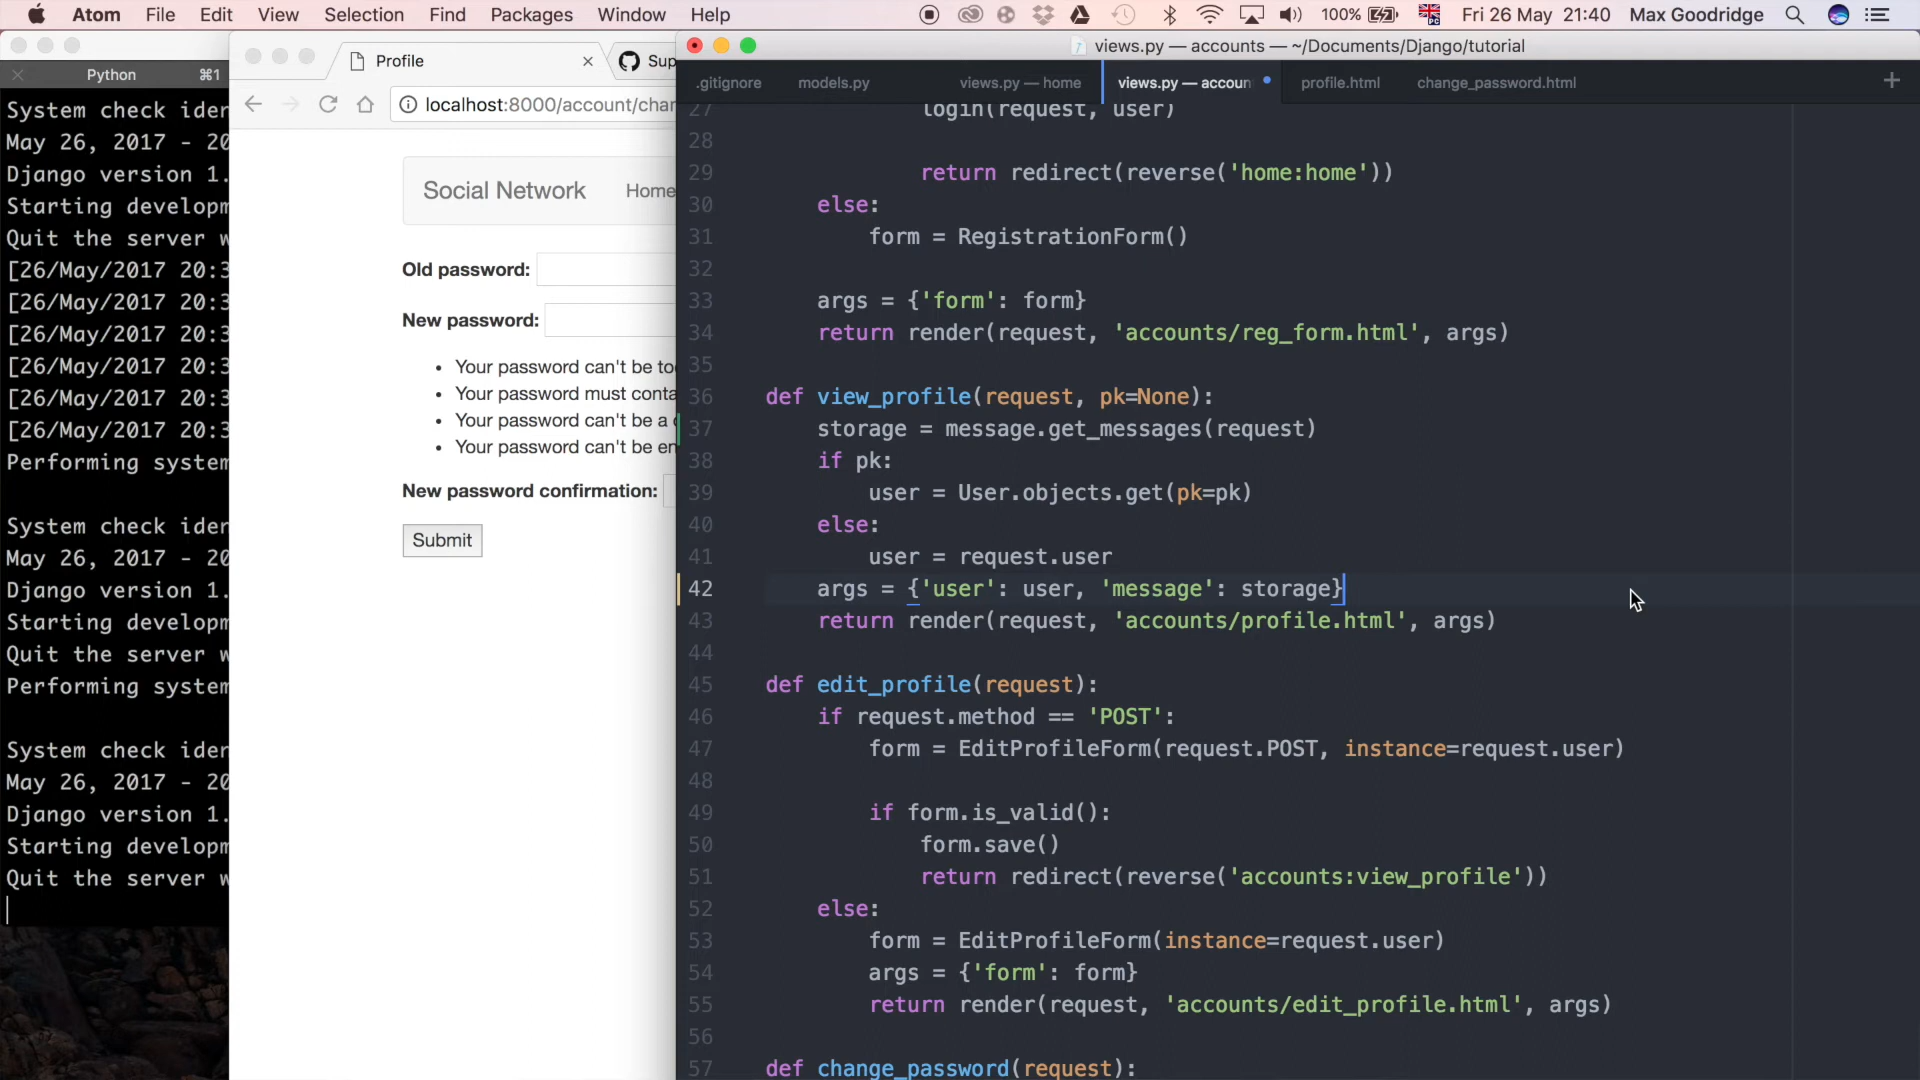 Atom File Edit View Selection Find Packages Window Help 100% Fri 26 May 21:40 Max Goodridge
Python ⌘1
System check iden
May 26, 2017 - 20
Django version 1.
Starting developm
Quit the server w
[26/May/2017 20:3
[26/May/2017 20:3
[26/May/2017 20:3
[26/May/2017 20:3
[26/May/2017 20:3
[26/May/2017 20:3
Performing system
System check iden
May 26, 2017 - 20
Django version 1.
Starting developm
Quit the server w
Performing system
System check iden
May 26, 2017 - 20
Django version 1.
Starting developm
Quit the server w
Profile
Sup
localhost:8000/account/chan
Social Network Home
Old password:
New password:
• Your password can't be too
• Your password must conta
• Your password can't be a c
• Your password can't be en
New password confirmation:
Submit
views.py — accounts — ~/Documents/Django/tutorial
.gitignore models.py views.py — home views.py — accoun profile.html change_password.html
27 login(request, user)
28
29 return redirect(reverse('home:home'))
30 else:
31 form = RegistrationForm()
32
33 args = {'form': form}
34 return render(request, 'accounts/reg_form.html', args)
35
36 def view_profile(request, pk=None):
37 storage = message.get_messages(request)
38 if pk:
39 user = User.objects.get(pk=pk)
40 else:
41 user = request.user
42 args = {'user': user, 'message': storage}
43 return render(request, 'accounts/profile.html', args)
44
45 def edit_profile(request):
46 if request.method == 'POST':
47 form = EditProfileForm(request.POST, instance=request.user)
48
49 if form.is_valid():
50 form.save()
51 return redirect(reverse('accounts:view_profile'))
52 else:
53 form = EditProfileForm(instance=request.user)
54 args = {'form': form}
55 return render(request, 'accounts/edit_profile.html', args)
56
57 def change_password(request):